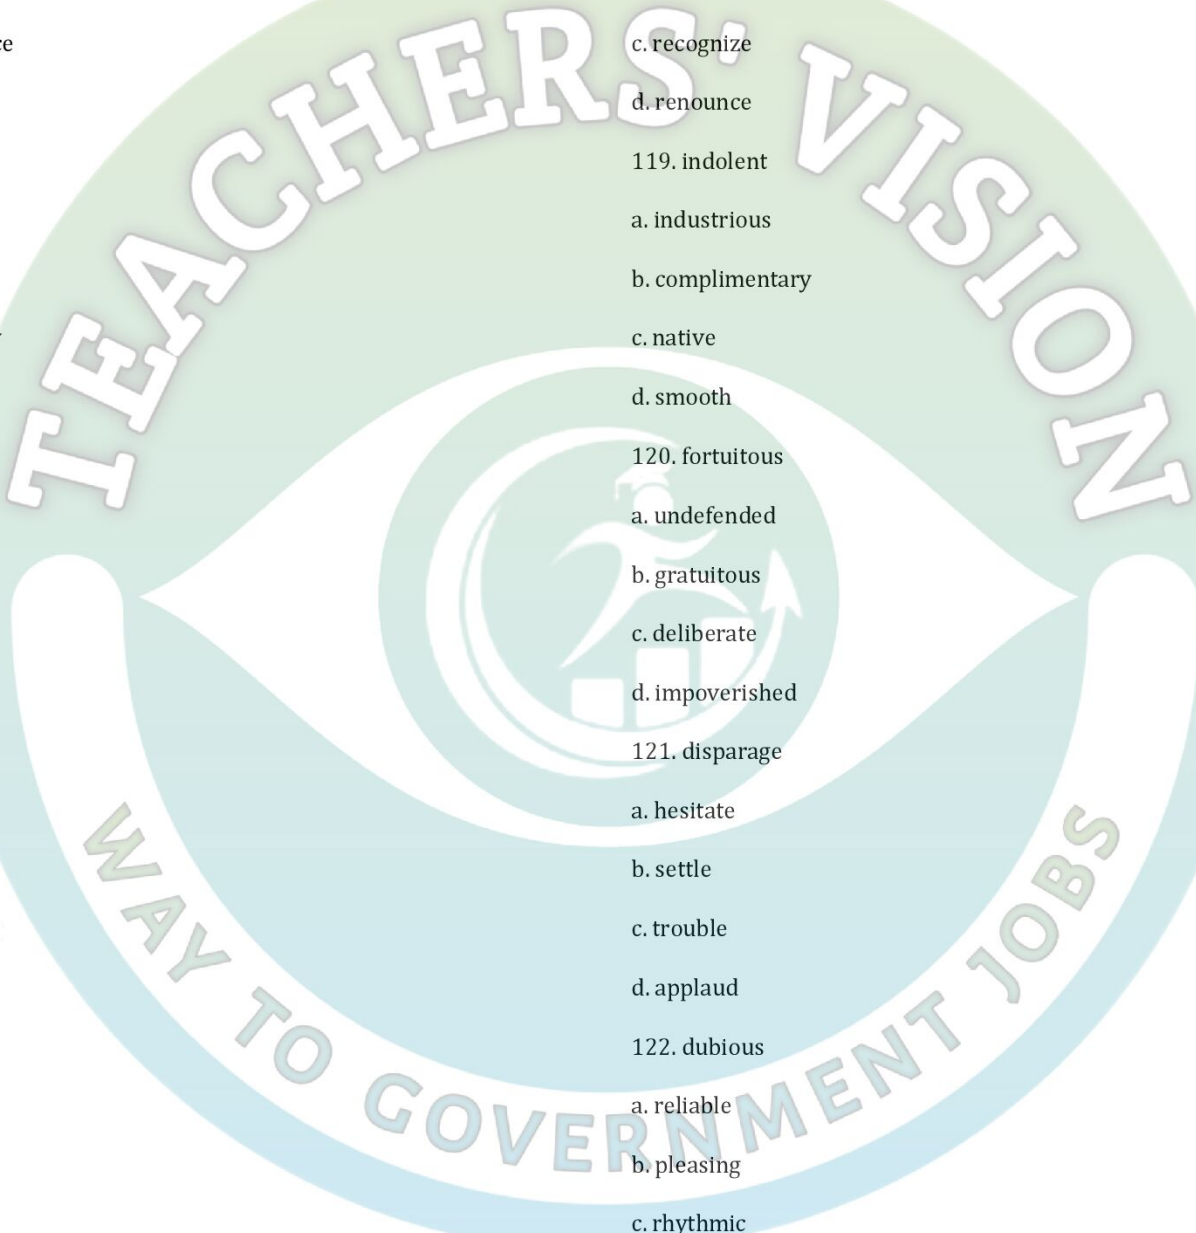 TEACHERS' VISION
c. recognize
d. renounce
119. indolent
a. industrious
b. complimentary
c. native
d. smooth
120. fortuitous
a. undefended
b. gratuitous
c. deliberate
d. impoverished
121. disparage
a. hesitate
b. settle
c. trouble
d. applaud
122. dubious
a. reliable
b. pleasing
c. rhythmic
WAY TO GOVERNMENT JOBS